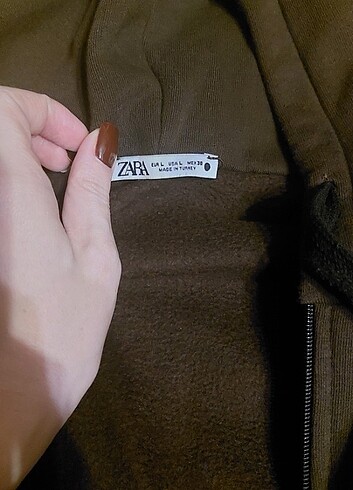 ZARA
EUR L USA L MEX 30
MADE IN TURKEY